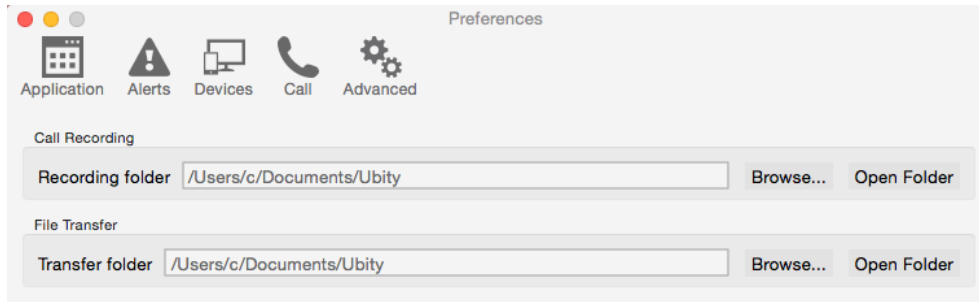 Preferences
Application Alerts Devices Call Advanced
Call Recording
Recording folder /Users/c/Documents/Ubity Browse... Open Folder
File Transfer
Transfer folder /Users/c/Documents/Ubity Browse... Open Folder